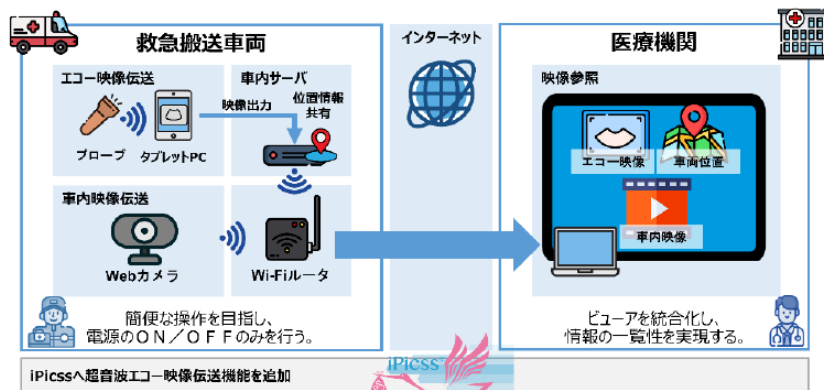 救急搬送車両
エコー映像伝送
プローブ
タブレットPC
映像出力
車内サーバ
位置情報
共有
車内映像伝送
Webカメラ
Wi-Fiルータ
簡便な操作を目指し、
電源のON/OFFのみを行う。
インターネット
医療機関
映像参照
エコー映像
車両位置
車内映像
ビューアを統合化し、
情報の一覧性を実現する。
iPicss
iPicssへ超音波エコー映像伝送機能を追加